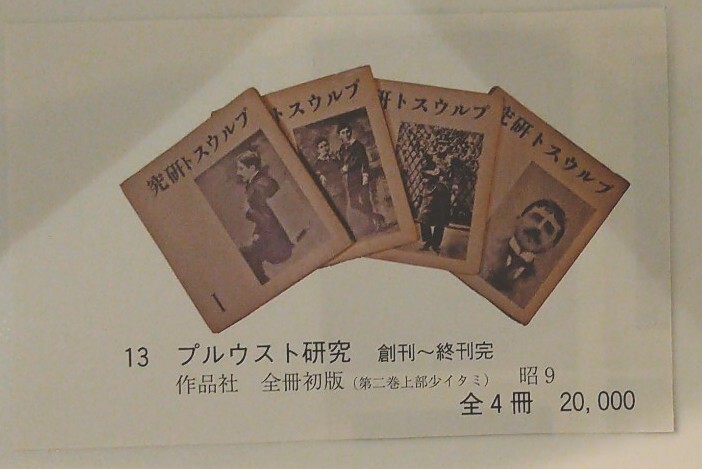 究研トスウルプ
I
トスウルプ
研トスウルプ
究研トスウルプ
13 プルウスト研究 創刊～終刊完
作品社 全冊初版（第二巻上部少イタミ） 昭9
全4冊 20,000